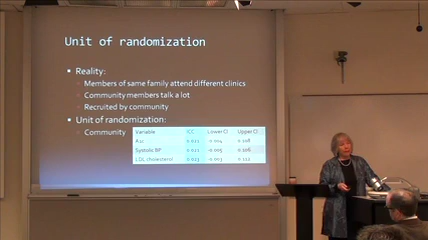 Unit of randomization
Reality:
Members of same family attend different clinics
Community members talk a lot
Recruited by community
Unit of randomization:
Community
Variable ICC Lower CI Upper CI
A1c
Systolic BP
LDL cholesterol